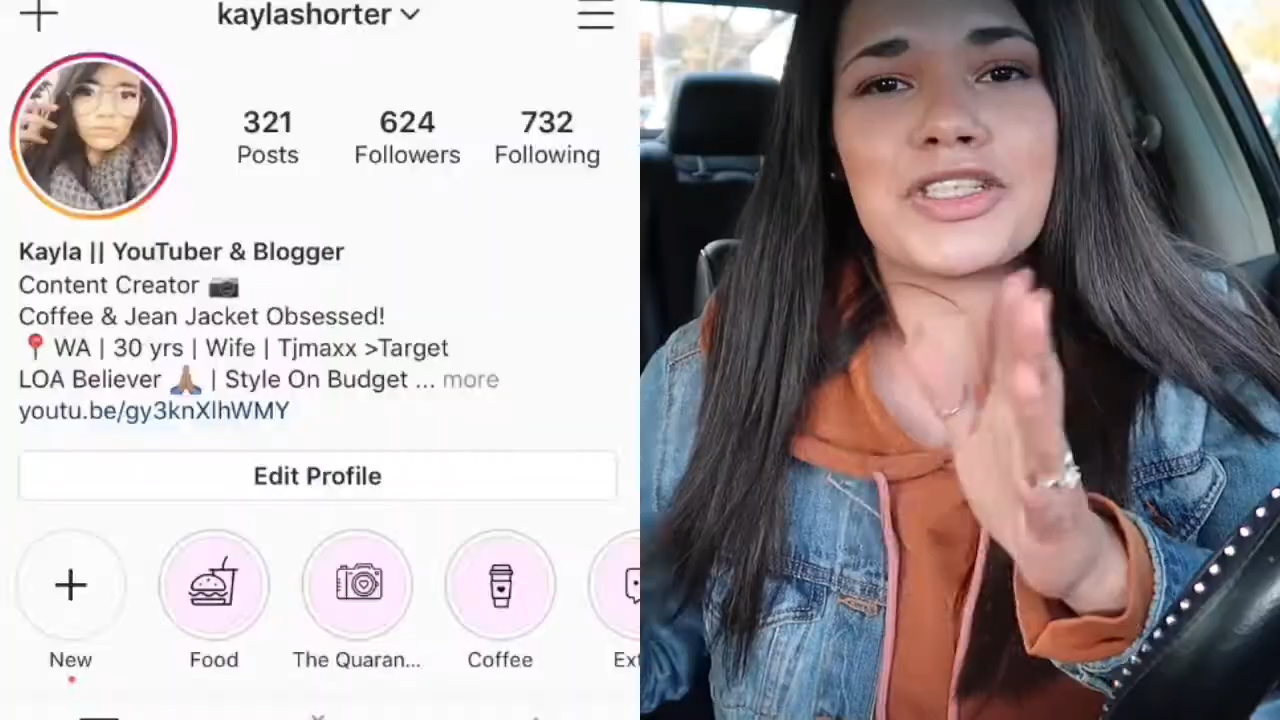 kaylashorter
321 624 732
Posts Followers Following
Kayla || YouTuber & Blogger
Content Creator 📷
Coffee & Jean Jacket Obsessed!
📍 WA | 30 yrs | Wife | Tjmaxx >Target
LOA Believer 🙏🏽 | Style On Budget ... more
youtu.be/gy3knXlhWMY
Edit Profile
New Food The Quaran... Coffee Ext